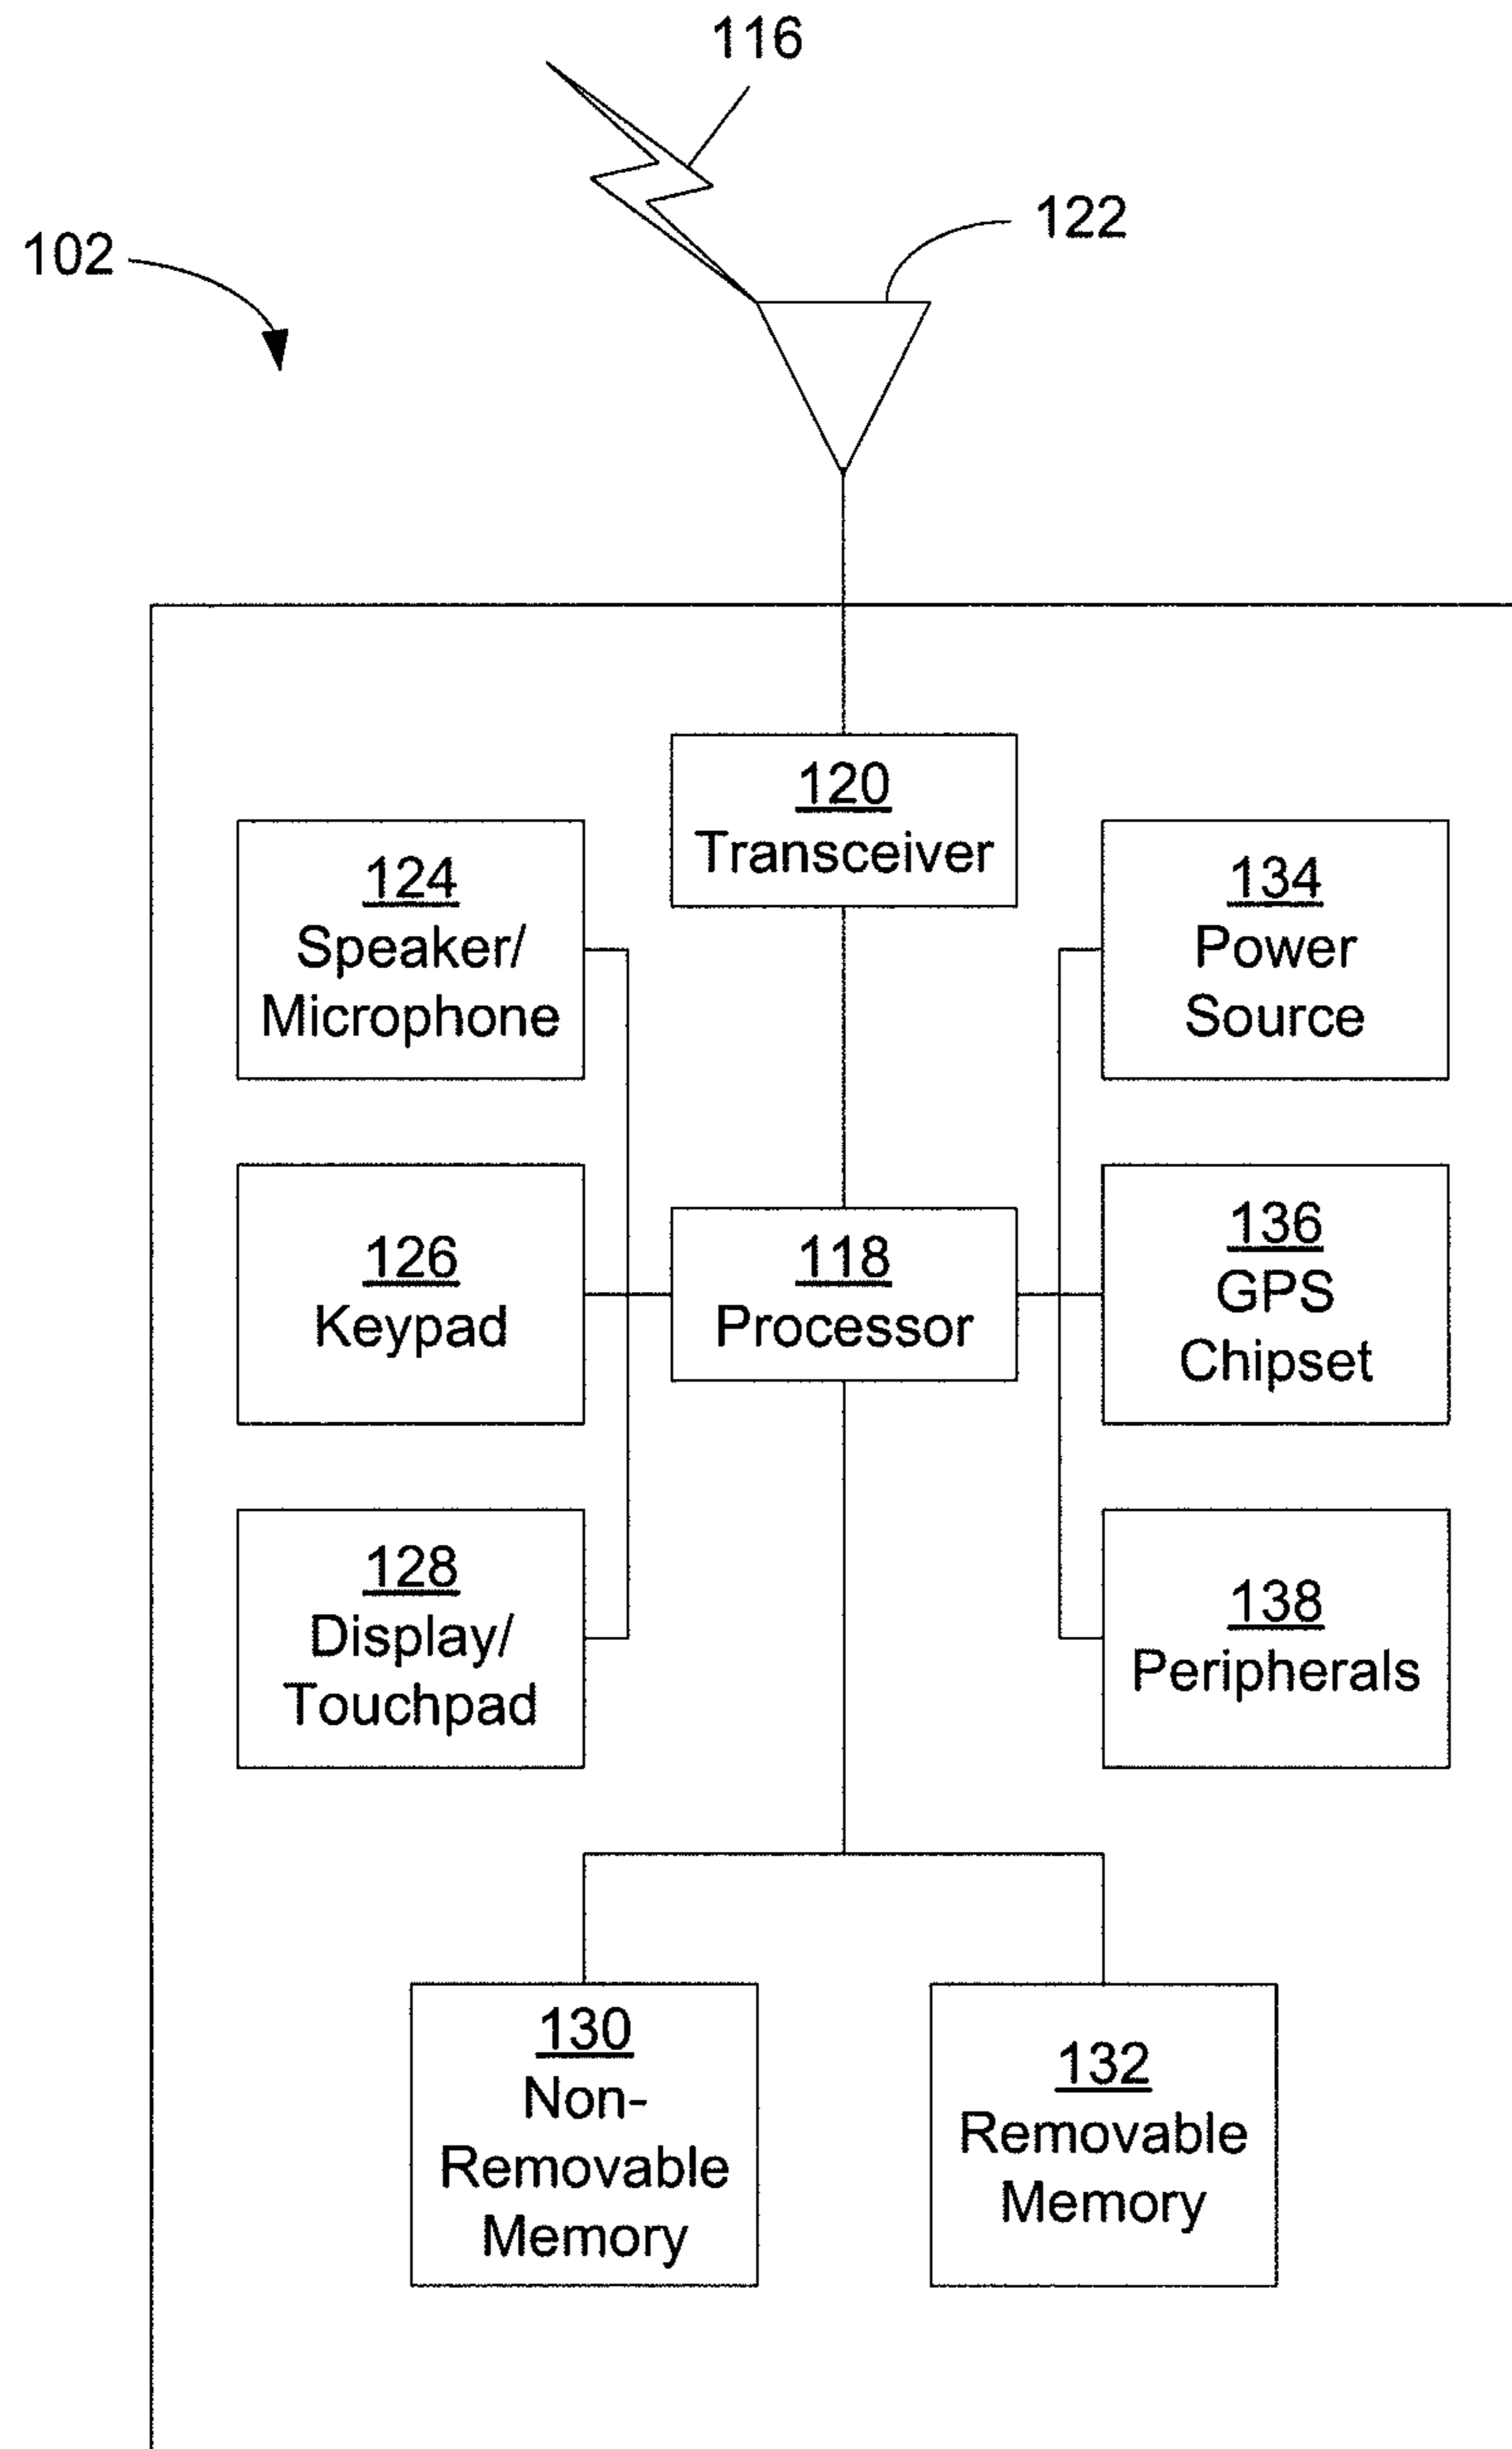 116
122
102
120
Transceiver
124
Speaker/
Microphone
134
Power
Source
126
Keypad
118
Processor
136
GPS
Chipset
128
Display/
Touchpad
138
Peripherals
130
Non-
Removable
Memory
132
Removable
Memory